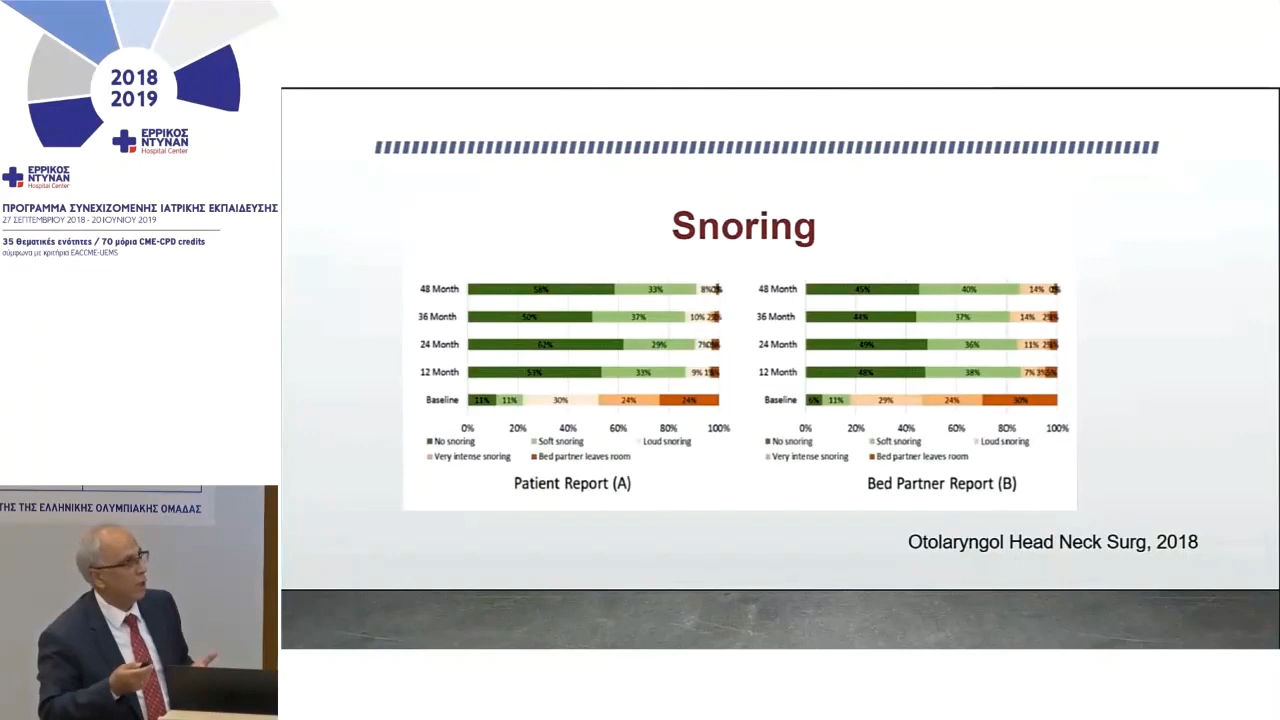 2018
2019
ΕΡΡΙΚΟΣ
ΝΤΥΝΑΝ
Hospital Center
ΕΡΡΙΚΟΣ
ΝΤΥΝΑΝ
Hospital Center
ΠΡΟΓΡΑΜΜΑ ΣΥΝΕΧΙΖΟΜΕΝΗΣ ΙΑΤΡΙΚΗΣ ΕΚΠΑΙΔΕΥΣΗΣ
27 ΣΕΠΤΕΜΒΡΙΟΥ 2018 - 20 ΙΟΥΝΙΟΥ 2019
35 θεματικές ενότητες / 70 μόρια CME-CPD credits
σύμφωνα με κριτήρια EACCME-UEMS
ΤΗΣ ΤΗΣ ΕΛΛΗΝΙΚΗΣ ΟΛΥΜΠΙΑΚΗΣ ΟΜΑΔΑΣ
Snoring
48 Month 58% 33% 8%
36 Month 50% 37% 10%
24 Month 62% 29% 7%
12 Month 53% 33% 9%
Baseline 11% 11% 30% 24% 24%
0% 20% 40% 60% 80% 100%
No snoring Soft snoring Loud snoring
Very intense snoring Bed partner leaves room
Patient Report (A)
48 Month 45% 40% 14%
36 Month 44% 37% 14%
24 Month 49% 36% 11%
12 Month 48% 38% 7%
Baseline 6% 11% 29% 24% 30%
0% 20% 40% 60% 80% 100%
No snoring Soft snoring Loud snoring
Very intense snoring Bed partner leaves room
Bed Partner Report (B)
Otolaryngol Head Neck Surg, 2018